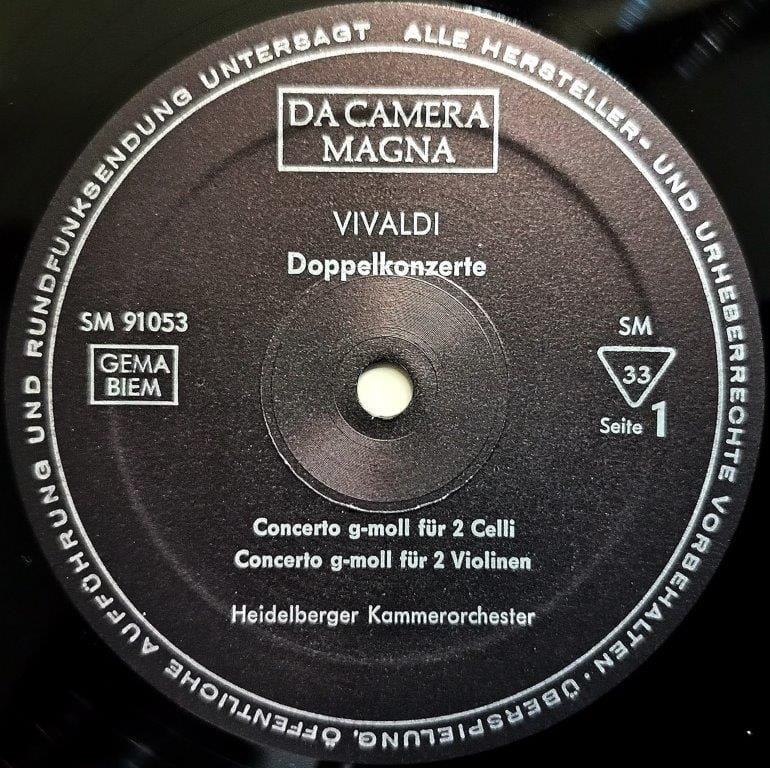 ALLE HERSTELLER- UND URHEBERRECHTE VORBEHALTEN · ÜBERSPIELUNG, ÖFFENTLICHE AUFFÜHRUNG UND RUNDFUNKSENDUNG UNTERSAGT
DA CAMERA
MAGNA
VIVALDI
Doppelkonzerte
SM 91053
GEMA
BIEM
SM
33
Seite 1
Concerto g-moll für 2 Celli
Concerto g-moll für 2 Violinen
Heidelberger Kammerorchester